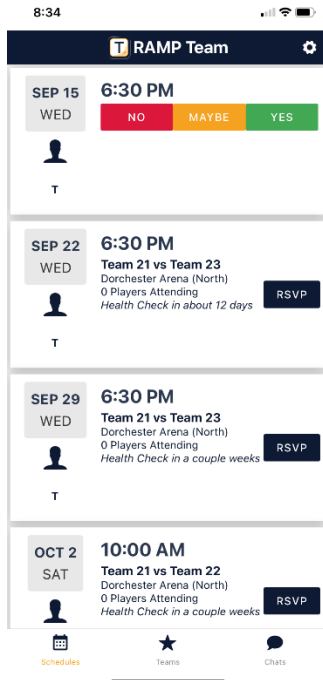 8:34
T RAMP Team
SEP 15
WED
T
6:30 PM
NO MAYBE YES
SEP 22
WED
T
6:30 PM
Team 21 vs Team 23
Dorchester Arena (North)
0 Players Attending
Health Check in about 12 days
RSVP
SEP 29
WED
T
6:30 PM
Team 21 vs Team 23
Dorchester Arena (North)
0 Players Attending
Health Check in a couple weeks
RSVP
OCT 2
SAT
10:00 AM
Team 21 vs Team 22
Dorchester Arena (North)
0 Players Attending
Health Check in a couple weeks
RSVP
Schedules Teams Chats